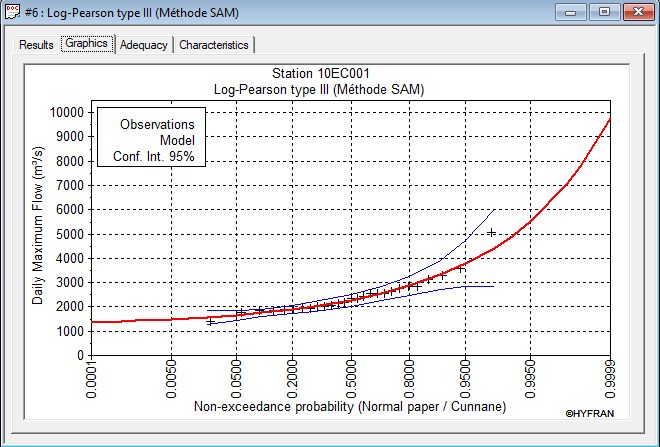 #6 : Log-Pearson type III (Méthode SAM)
Results Graphics Adequacy Characteristics
Station 10EC001
Log-Pearson type III (Méthode SAM)
Observations
Model
Conf. Int. 95%
Daily Maximum Flow (m³/s)
10000
9000
8000
7000
6000
5000
4000
3000
2000
1000
0
0.0001 0.0050 0.0500 0.2000 0.5000 0.8000 0.9500 0.9950 0.9999
Non-exceedance probability (Normal paper / Cunnane)
©HYFRAN